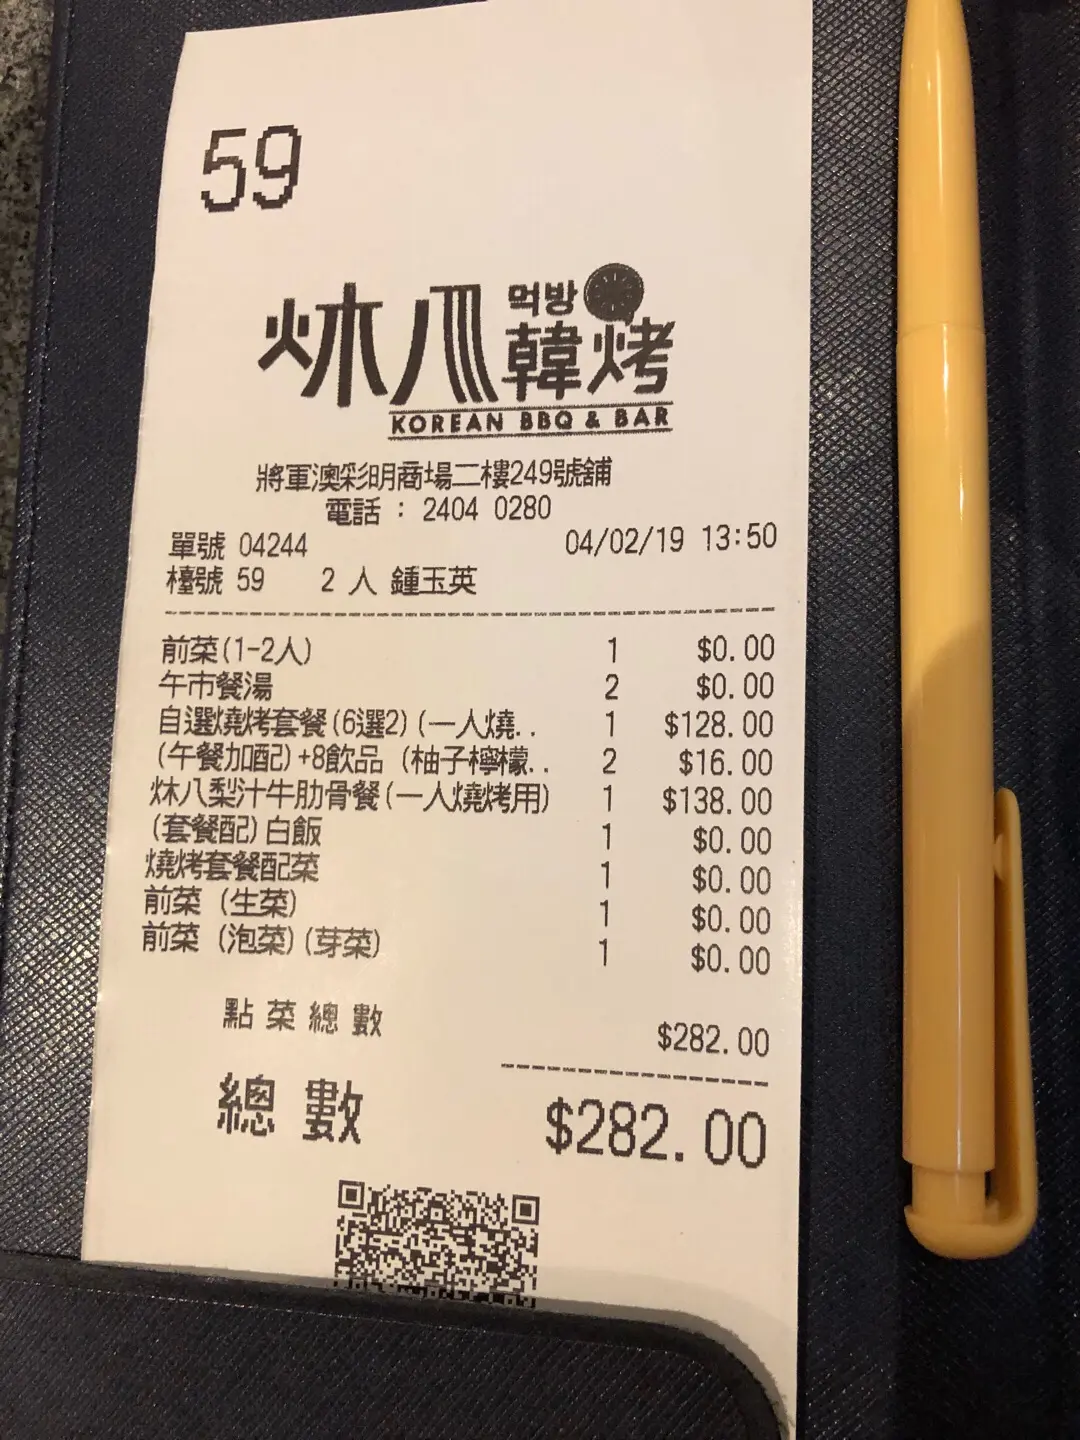 59
炑八 먹방
韓烤
KOREAN BBQ & BAR
將軍澳彩明商場二樓249號舖
電話 : 2404 0280
單號 04244 04/02/19 13:50
檯號 59 2 人 鍾玉英
前菜(1-2人) 1 $0.00
午市餐湯 2 $0.00
自選燒烤套餐(6選2) (一人燒.. 1 $128.00
(午餐加配)+8飲品 (柚子檸檬.. 2 $16.00
炑八梨汁牛肋骨餐(一人燒烤用) 1 $138.00
(套餐配)白飯 1 $0.00
燒烤套餐配菜 1 $0.00
前菜 (生菜) 1 $0.00
前菜 (泡菜)(芽菜) 1 $0.00
點菜總數 $282.00
總數 $282.00